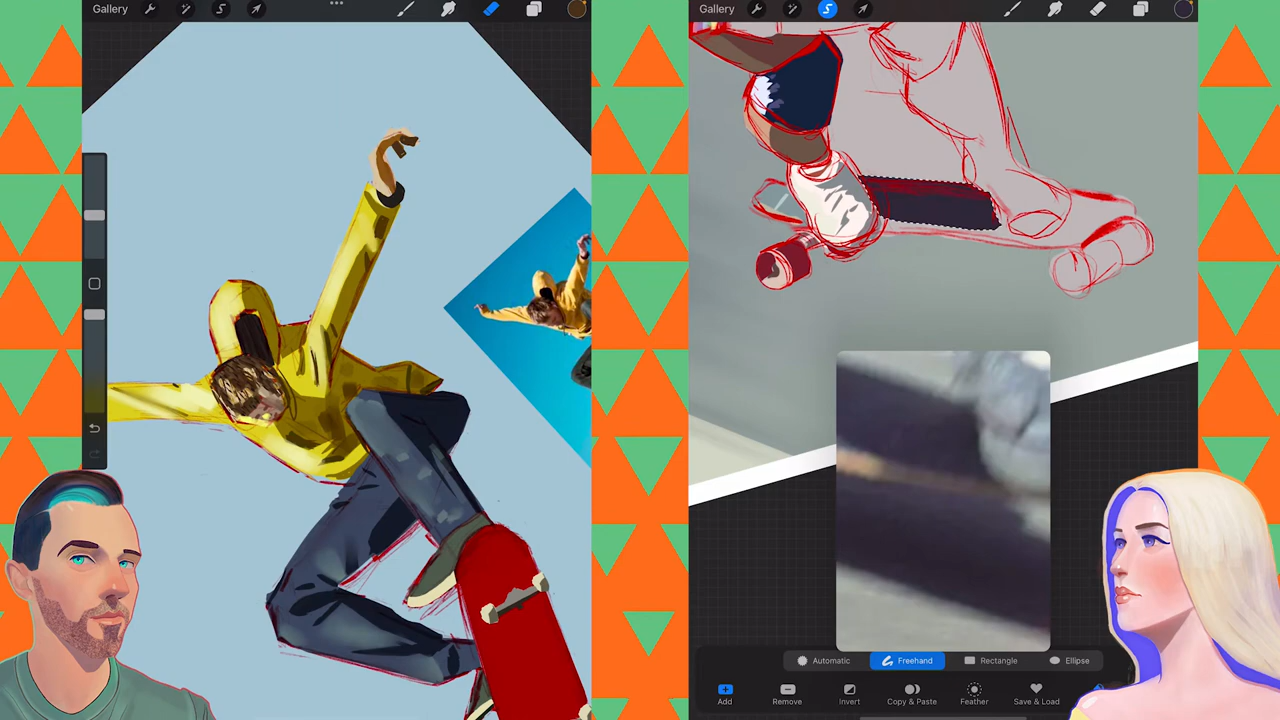 Gallery
Gallery
Automatic Freehand Rectangle Ellipse
Add Remove Invert Copy & Paste Feather Save & Load